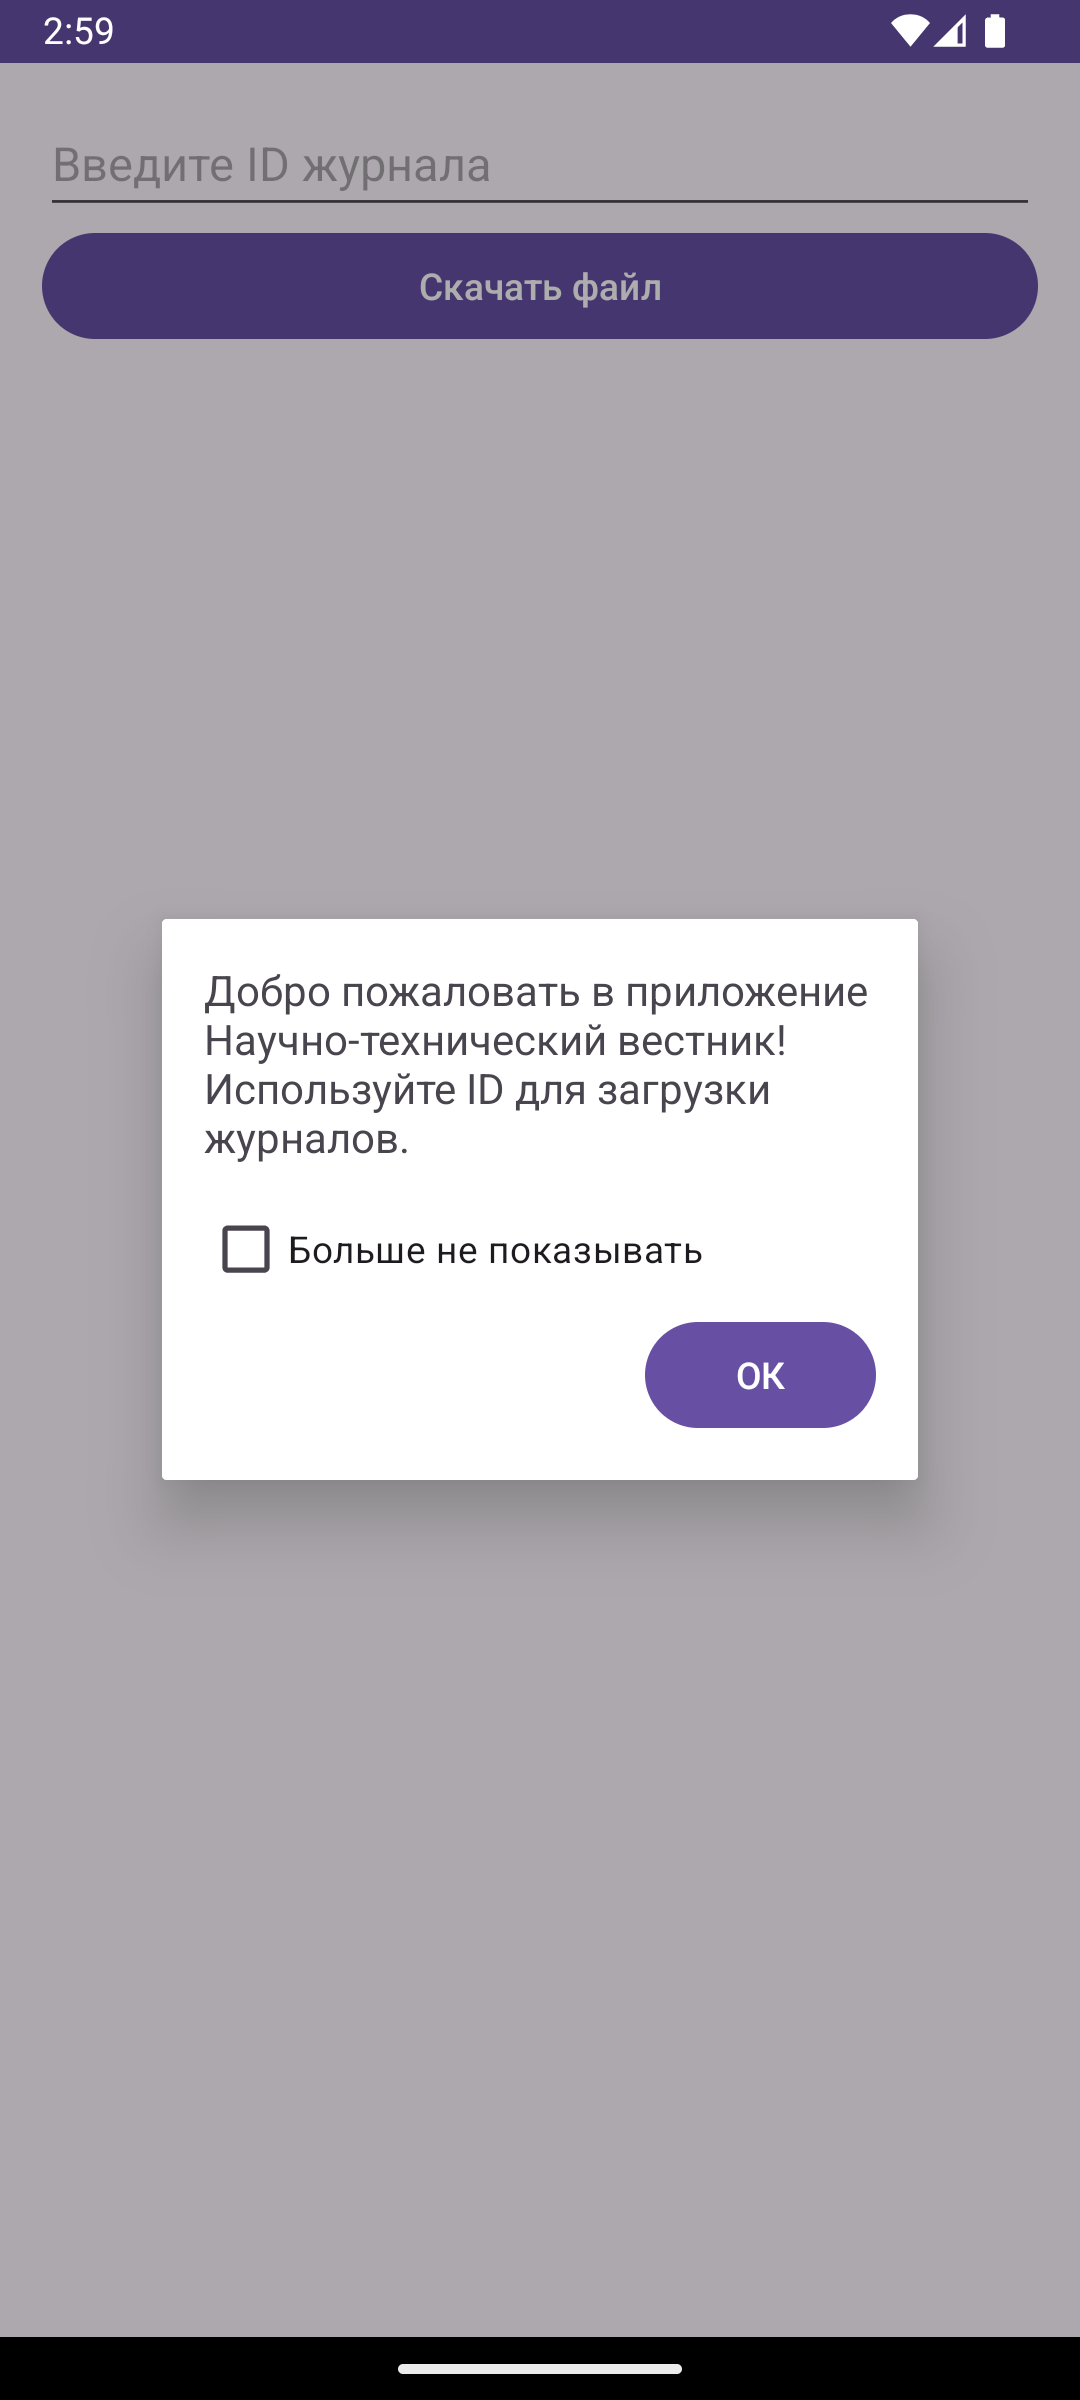 2:59
Введите ID журнала
Скачать файл
Добро пожаловать в приложение
Научно-технический вестник!
Используйте ID для загрузки
журналов.
Больше не показывать
ОК